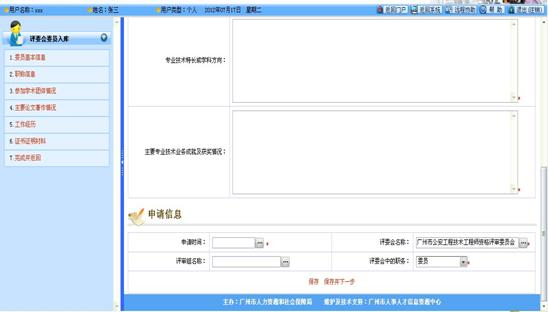 用户名称：xxx 姓名：张三 用户类型：个人 2012年07月17日 星期二 返回门户 返回系统 远程协助 帮助 退出(注销)
评委会委员入库
1.委员基本信息
2.职称信息
3.参加学术团体情况
4.主要论文著作情况
5.工作经历
6.证书证明材料
7.完成并返回
专业技术特长或学科方向： *
主要专业技术业务成就及获奖情况： *
申请信息
申请时间： ... * 评委会名称： 广州市公安工程技术工程师资格评审委员会 ... *
评审组名称： ... 评委会中的职务： 委员 *
保存 保存并下一步
主办：广州市人力资源和社会保障局 维护及技术支持：广州市人事人才信息资源中心